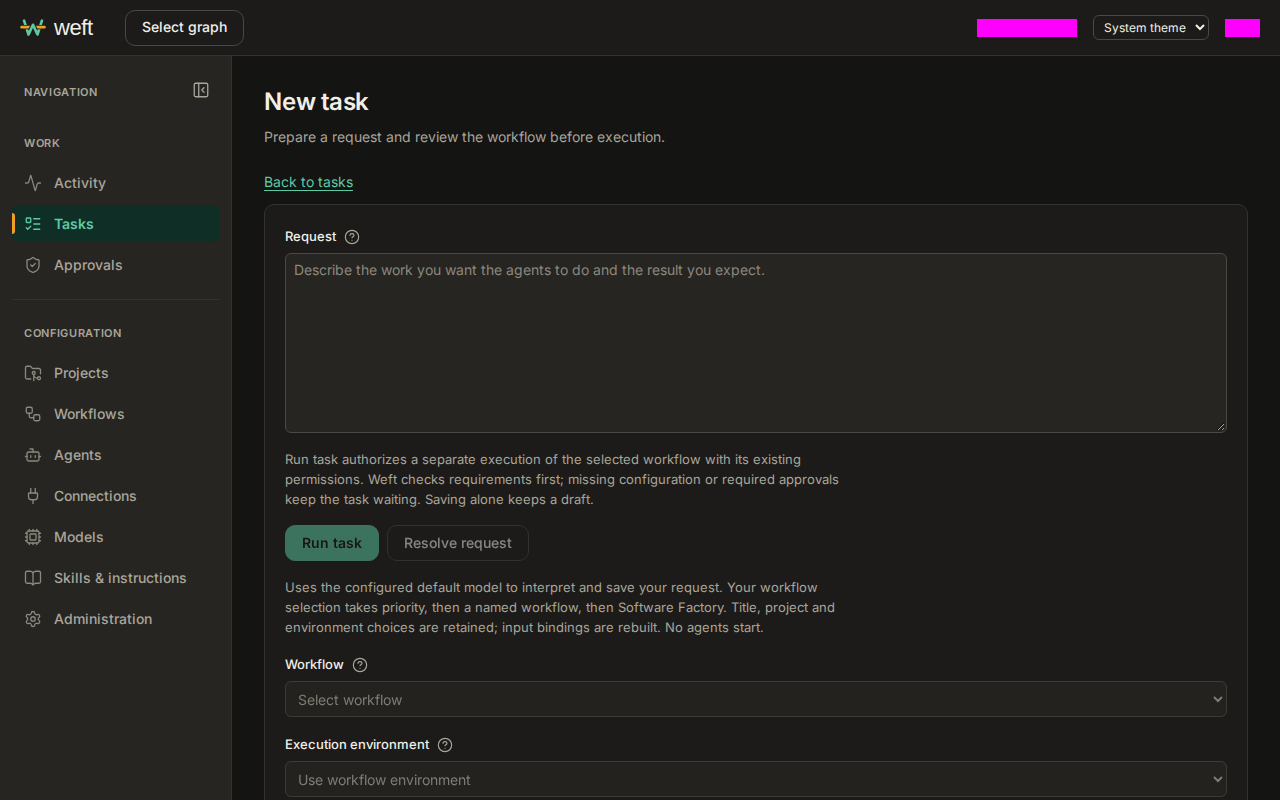 weft
Select graph
System theme
NAVIGATION
WORK
Activity
Tasks
Approvals
CONFIGURATION
Projects
Workflows
Agents
Connections
Models
Skills & instructions
Administration
New task
Prepare a request and review the workflow before execution.
Back to tasks
Request
Describe the work you want the agents to do and the result you expect.
Run task authorizes a separate execution of the selected workflow with its existing
permissions. Weft checks requirements first; missing configuration or required approvals
keep the task waiting. Saving alone keeps a draft.
Run task
Resolve request
Uses the configured default model to interpret and save your request. Your workflow
selection takes priority, then a named workflow, then Software Factory. Title, project and
environment choices are retained; input bindings are rebuilt. No agents start.
Workflow
Select workflow
Execution environment
Use workflow environment